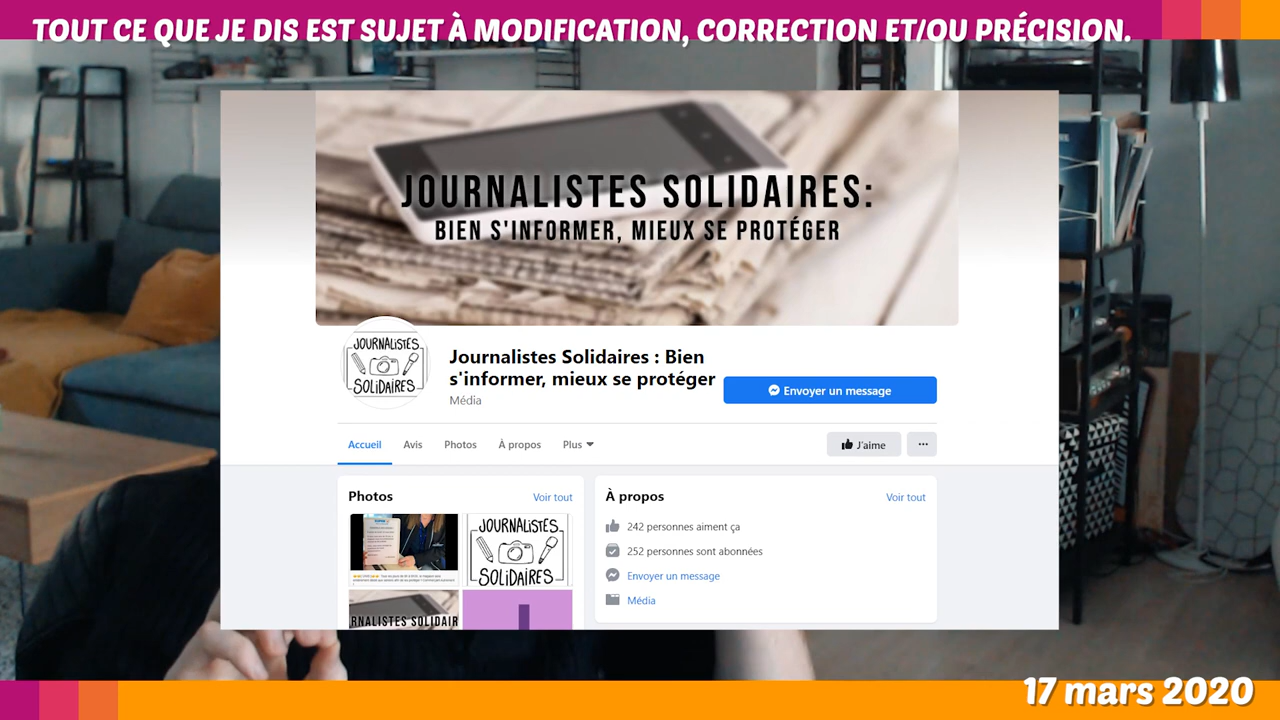 TOUT CE QUE JE DIS EST SUJET À MODIFICATION, CORRECTION ET/OU PRÉCISION.
JOURNALISTES SOLIDAIRES:
BIEN S'INFORMER, MIEUX SE PROTÉGER
JOURNALISTES
SOLIDAIRES
Journalistes Solidaires : Bien
s'informer, mieux se protéger
Média
Envoyer un message
Accueil
Avis
Photos
À propos
Plus
J'aime
Photos
Voir tout
JOURNALISTES
SOLIDAIRES
RNALISTES SOLIDAIR
À propos
Voir tout
242 personnes aiment ça
252 personnes sont abonnées
Envoyer un message
Média
17 mars 2020